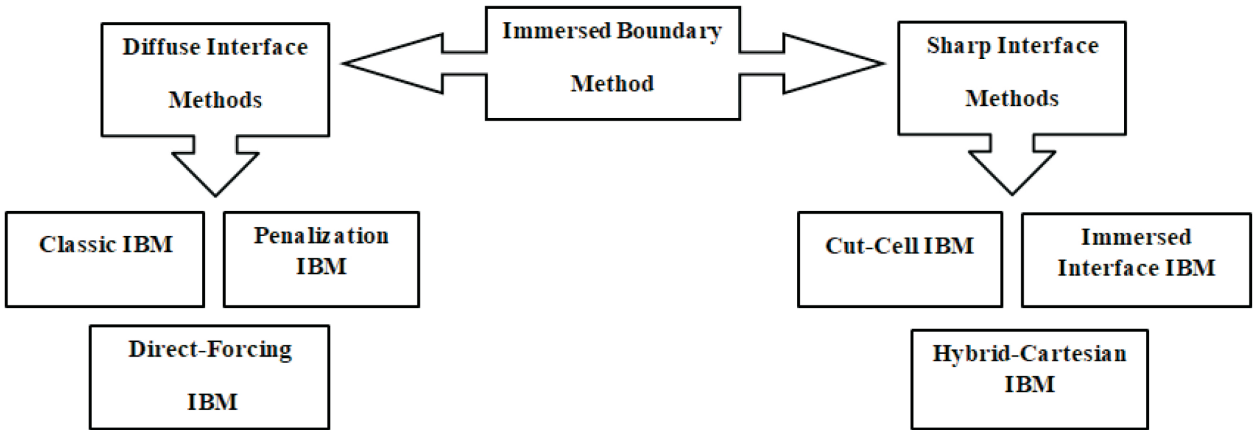 Immersed Boundary
Method
Diffuse Interface
Methods
Sharp Interface
Methods
Classic IBM
Penalization
IBM
Direct-Forcing
IBM
Cut-Cell IBM
Immersed
Interface IBM
Hybrid-Cartesian
IBM